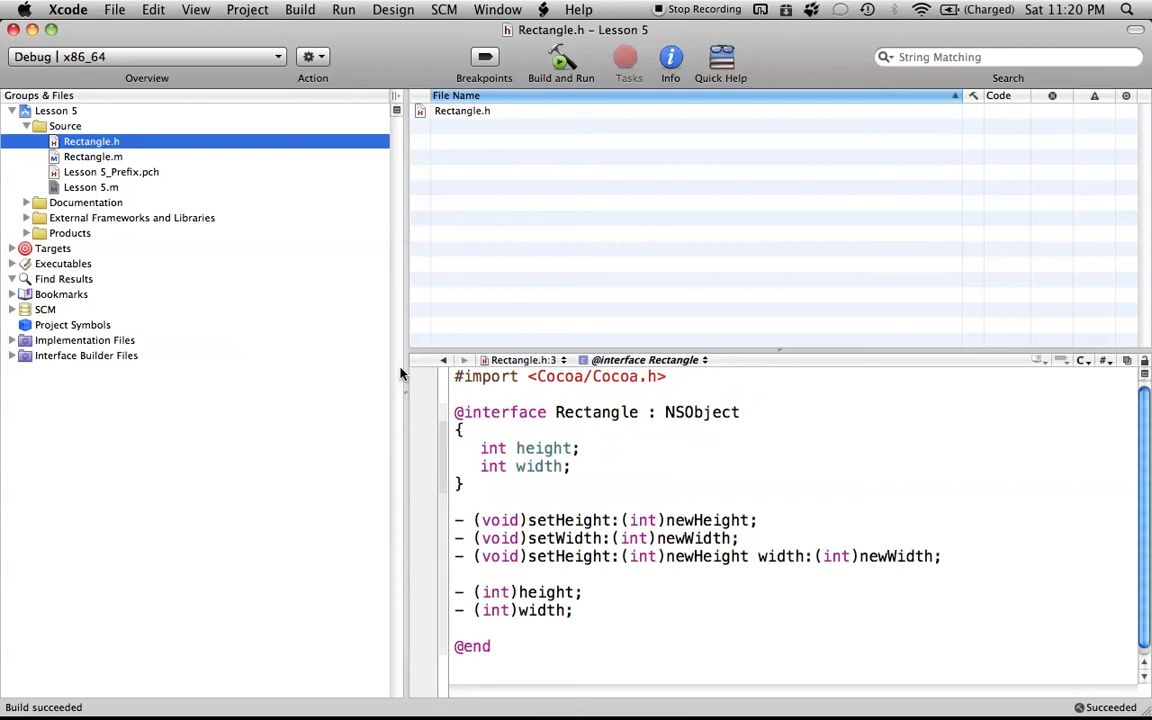 Xcode File Edit View Project Build Run Design SCM Window Help Stop Recording (Charged) Sat 11:20 PM
Rectangle.h – Lesson 5
Debug | x86_64
String Matching
Overview Action Breakpoints Build and Run Tasks Info Quick Help Search
Groups & Files
Lesson 5
Source
Rectangle.h
Rectangle.m
Lesson 5_Prefix.pch
Lesson 5.m
Documentation
External Frameworks and Libraries
Products
Targets
Executables
Find Results
Bookmarks
SCM
Project Symbols
Implementation Files
Interface Builder Files
File Name Code
Rectangle.h
Rectangle.h:3 @interface Rectangle C #
#import <Cocoa/Cocoa.h>
@interface Rectangle : NSObject
{
int height;
int width;
}
- (void)setHeight:(int)newHeight;
- (void)setWidth:(int)newWidth;
- (void)setHeight:(int)newHeight width:(int)newWidth;
- (int)height;
- (int)width;
@end
Build succeeded Succeeded